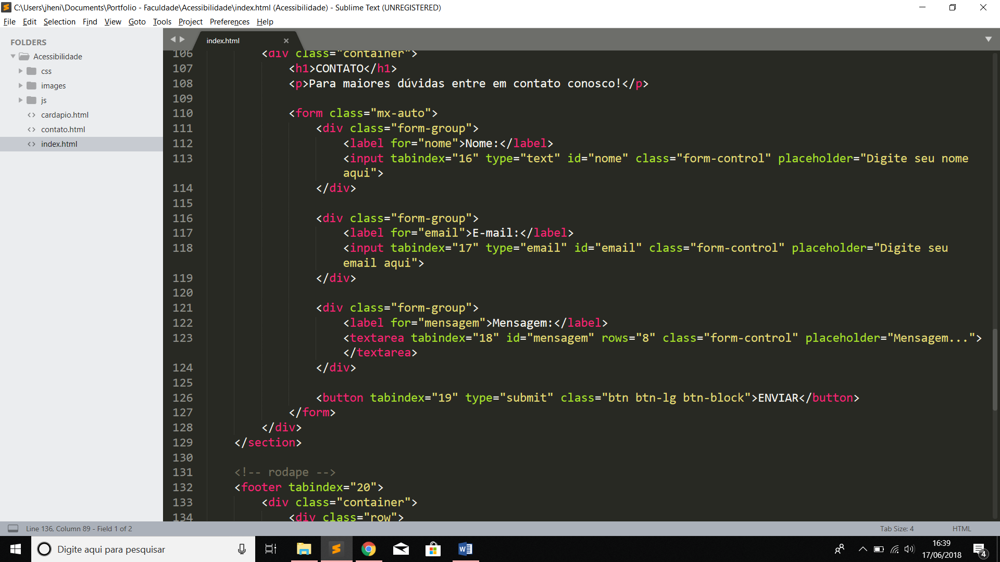 C:\Users\jheni\Documents\Portfolio - Faculdade\Acessibilidade\index.html (Acessibilidade) - Sublime Text (UNREGISTERED)
File Edit Selection Find View Goto Tools Project Preferences Help
FOLDERS
Acessibilidade
css
images
js
cardapio.html
contato.html
index.html
index.html
106 <div class="container">
107 <h1>CONTATO</h1>
108 <p>Para maiores dúvidas entre em contato conosco!</p>
109
110 <form class="mx-auto">
111 <div class="form-group">
112 <label for="nome">Nome:</label>
113 <input tabindex="16" type="text" id="nome" class="form-control" placeholder="Digite seu nome
aqui">
114 </div>
115
116 <div class="form-group">
117 <label for="email">E-mail:</label>
118 <input tabindex="17" type="email" id="email" class="form-control" placeholder="Digite seu
email aqui">
119 </div>
120
121 <div class="form-group">
122 <label for="mensagem">Mensagem:</label>
123 <textarea tabindex="18" id="mensagem" rows="8" class="form-control" placeholder="Mensagem...">
</textarea>
124 </div>
125
126 <button tabindex="19" type="submit" class="btn btn-lg btn-block">ENVIAR</button>
127 </form>
128 </div>
129 </section>
130
131 <!-- rodape -->
132 <footer tabindex="20">
133 <div class="container">
134 <div class="row">
Line 136, Column 89 - Field 1 of 2
Tab Size: 4
HTML
Digite aqui para pesquisar
16:39
17/06/2018
4